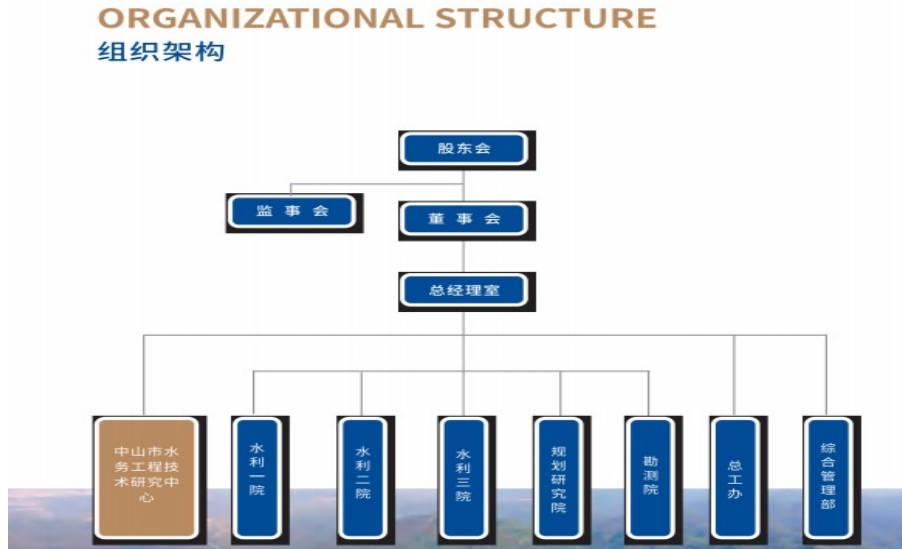 ORGANIZATIONAL STRUCTURE
组织架构
股东会
监事会
董事会
总经理室
中山市水
务工程技
术研究中
心
水利一院
水利二院
水利三院
规划研究院
勘测院
总工办
综合管理部